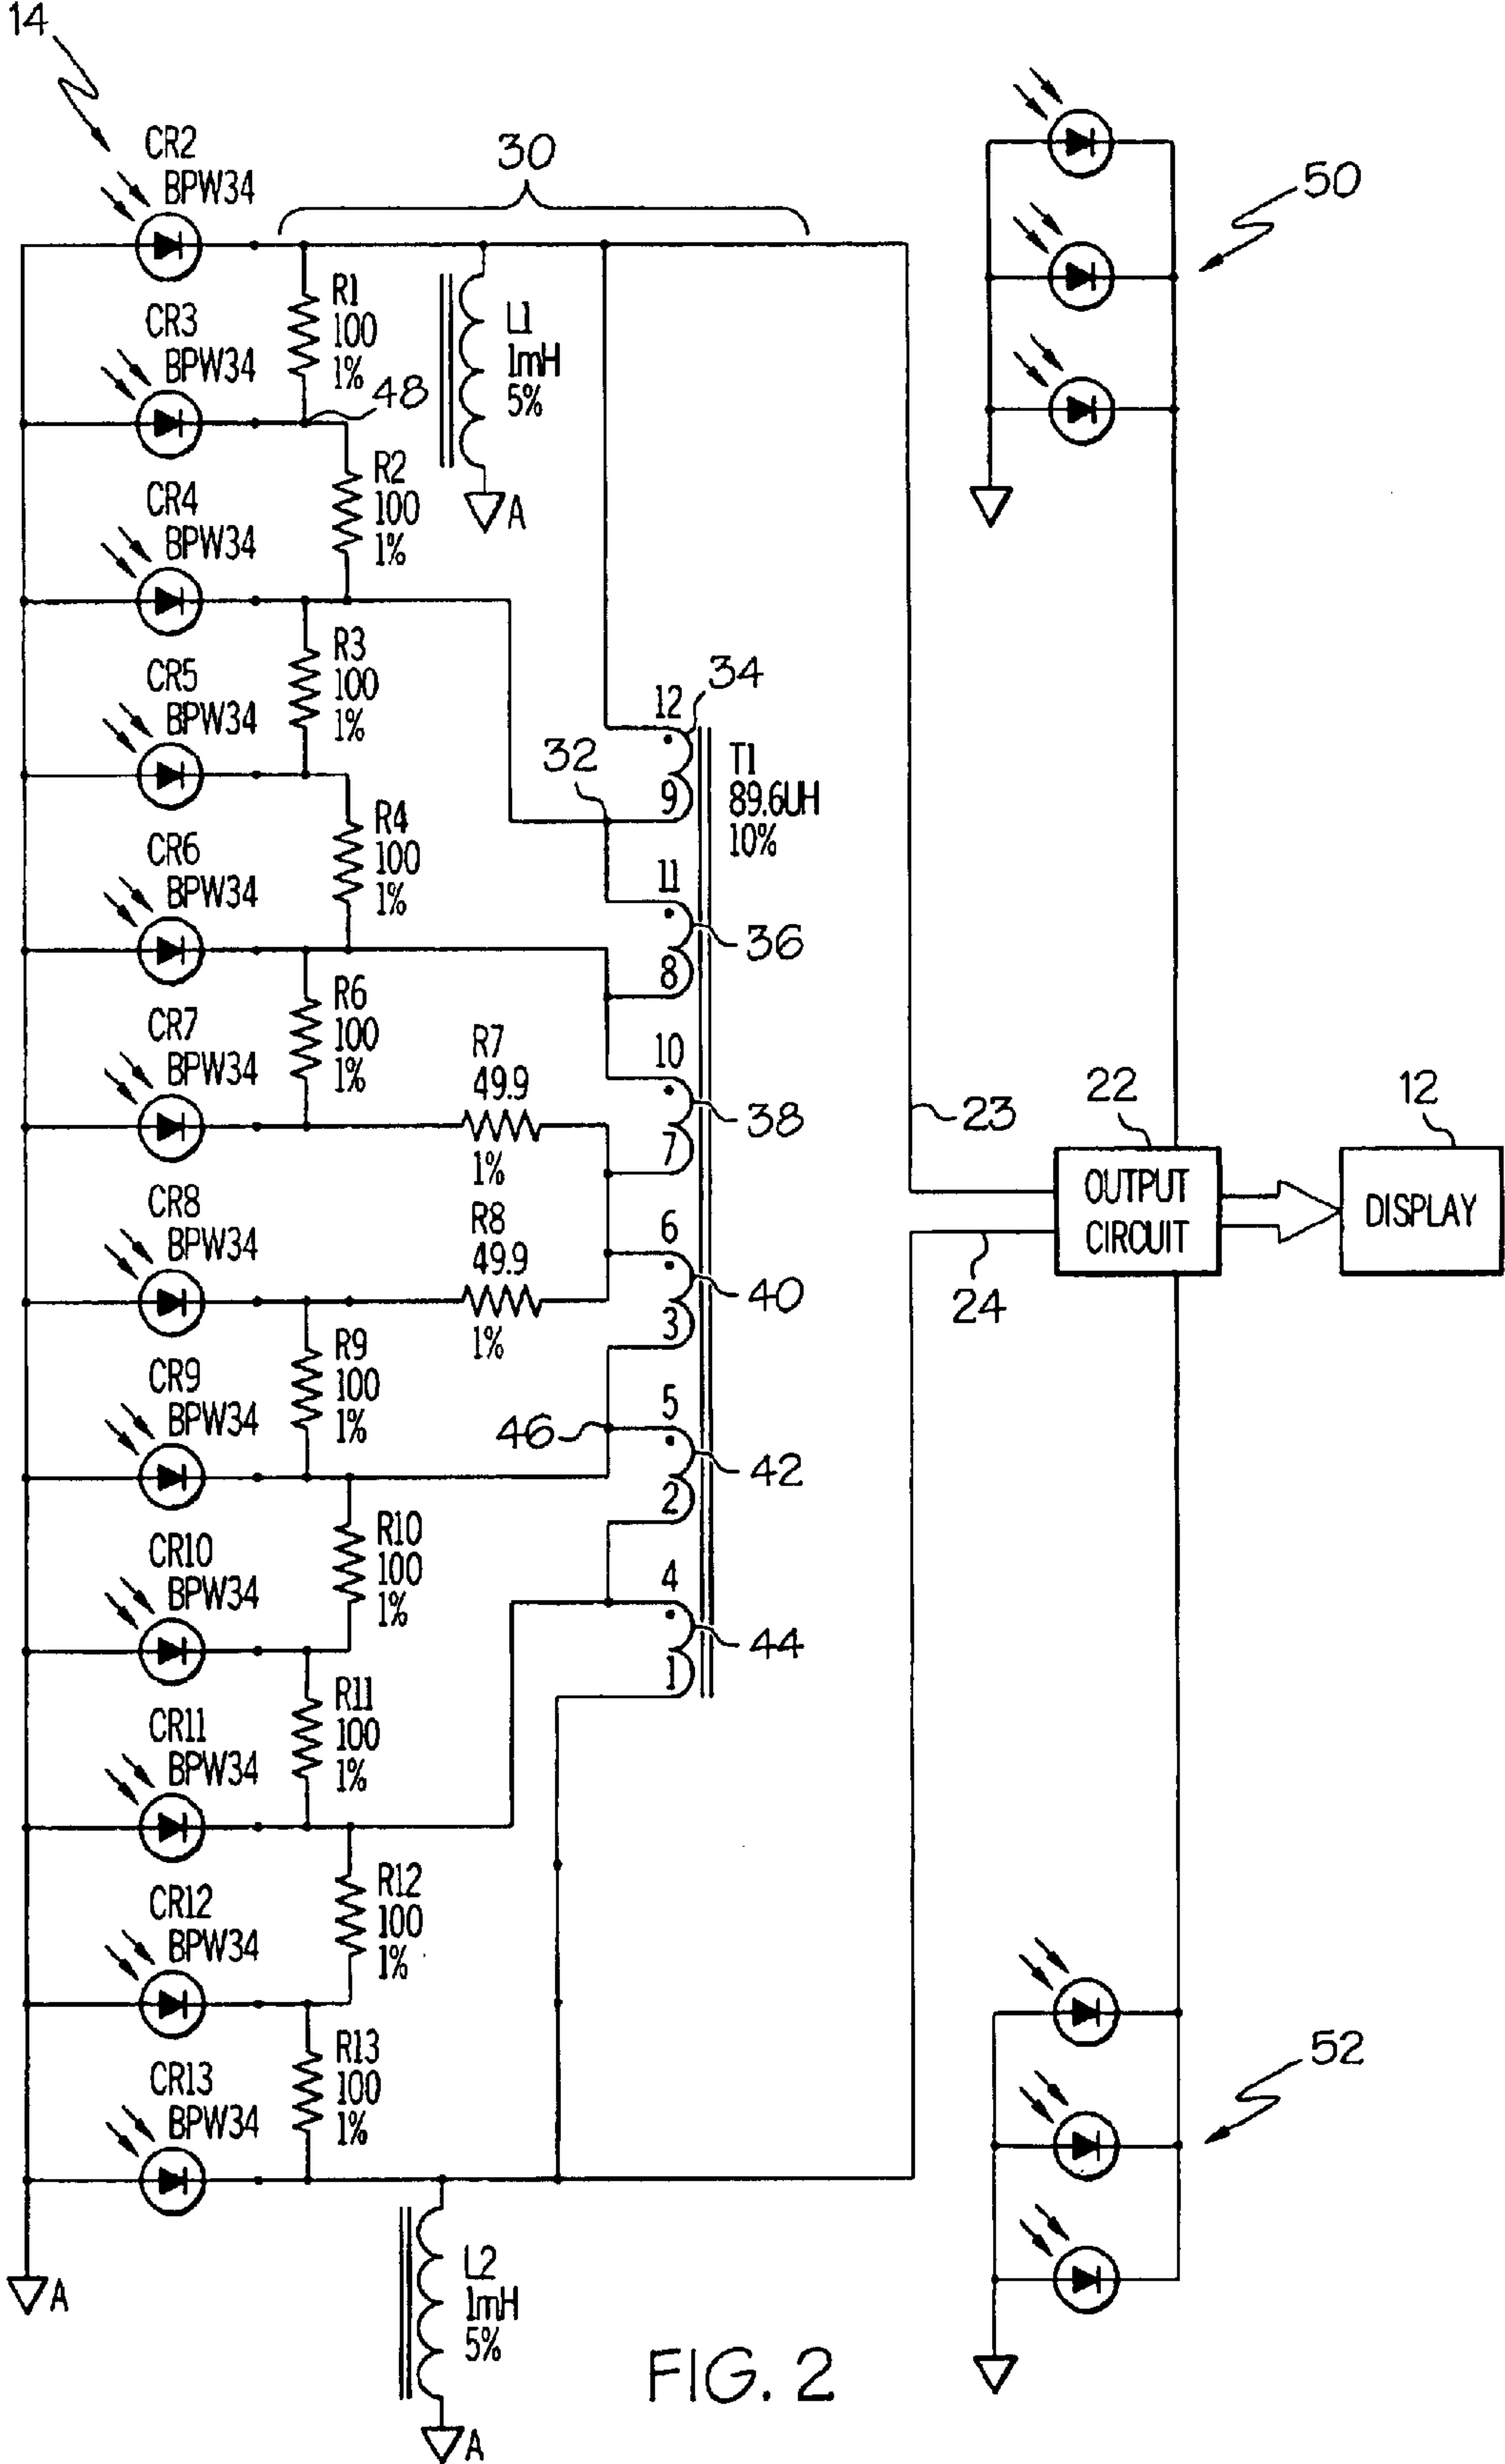 14
CR2
BPW34
30
50
R1
100
1%
L1
1mH
5%
CR3
BPW34
48
R2
100
1%
A
CR4
BPW34
R3
100
1%
CR5
BPW34
12
34
32
9
T1
89.6UH
10%
R4
100
1%
CR6
BPW34
11
36
8
R6
100
1%
CR7
BPW34
R7
49.9
1%
10
38
7
23
22
12
OUTPUT
CIRCUIT
DISPLAY
CR8
BPW34
R8
49.9
1%
6
40
3
24
R9
100
1%
CR9
BPW34
46
5
42
2
R10
100
1%
CR10
BPW34
4
44
1
R11
100
1%
CR11
BPW34
R12
100
1%
CR12
BPW34
R13
100
1%
52
CR13
BPW34
A
L2
1mH
5%
A
FIG. 2